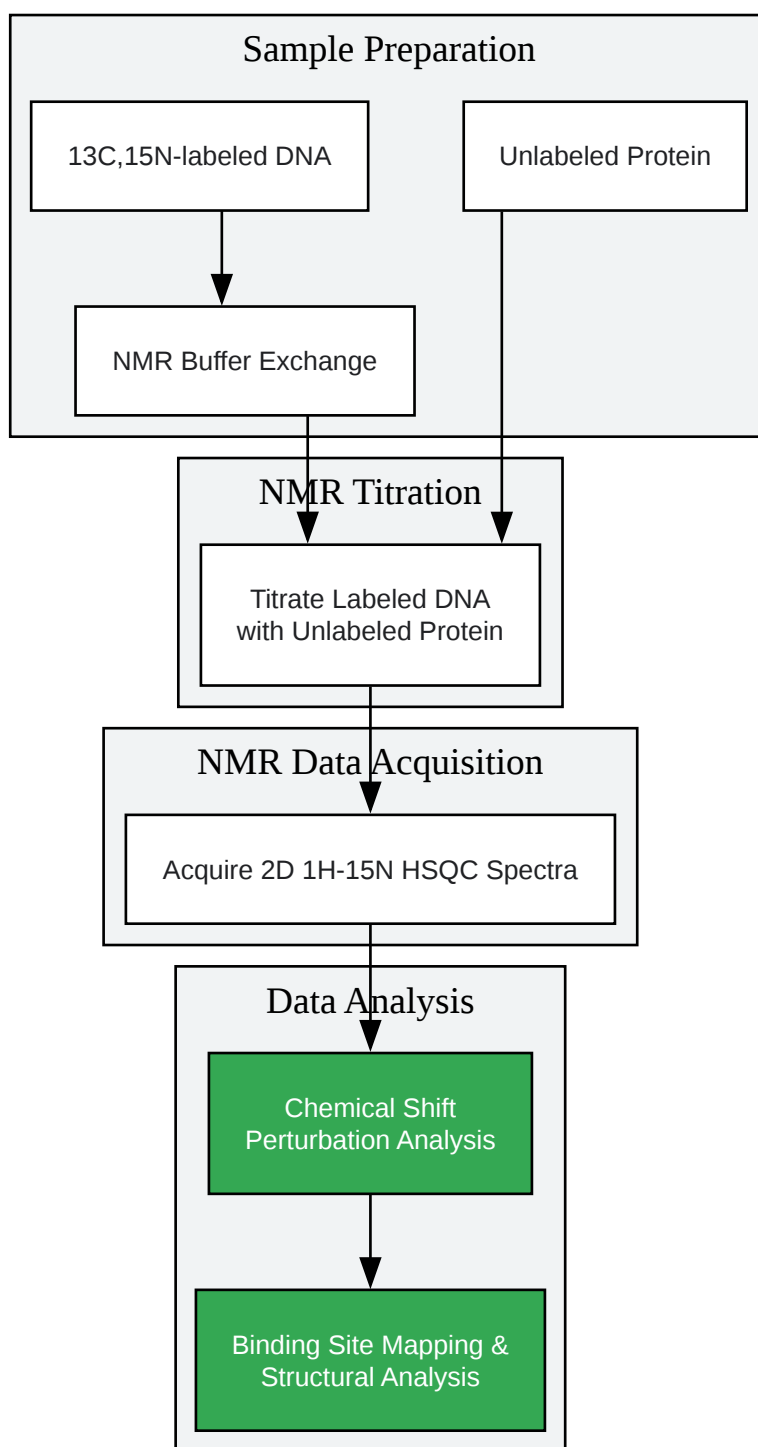 Sample Preparation
13C,15N-labeled DNA
Unlabeled Protein
NMR Buffer Exchange
NMR Titration
Titrate Labeled DNA
with Unlabeled Protein
NMR Data Acquisition
Acquire 2D 1H-15N HSQC Spectra
Data Analysis
Chemical Shift
Perturbation Analysis
Binding Site Mapping &
Structural Analysis